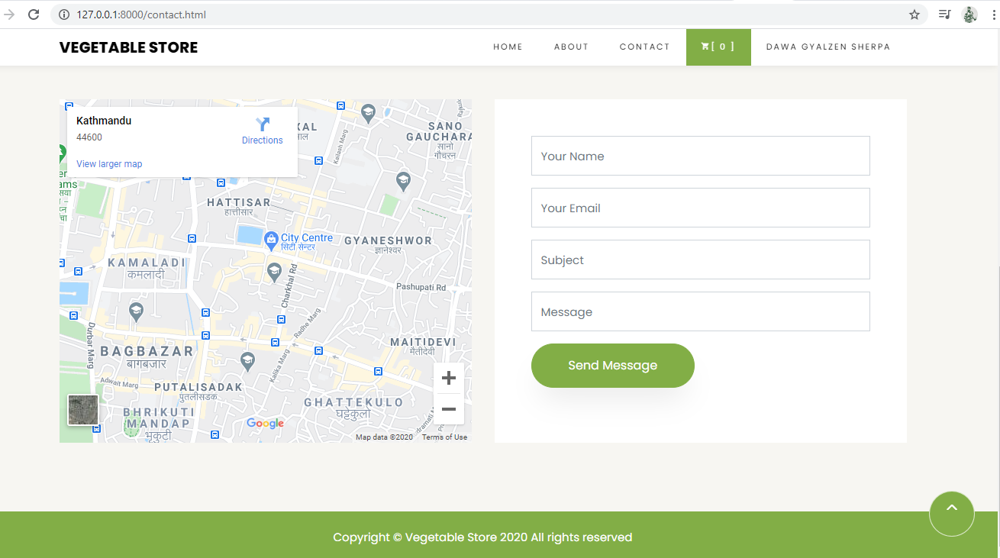 127.0.0.1:8000/contact.html
VEGETABLE STORE
HOME
ABOUT
CONTACT
[ 0 ]
DAWA GYALZEN SHERPA
Kathmandu
44600
Directions
View larger map
SANO
GAUCHARA
सानो
गौचरन
Kailash Marg
HATTISAR
हात्तीसार
City Centre
सिटी सेन्टर
GYANESHWOR
ज्ञानेश्वर
KAMALADI
कमलादी
Charkhal Rd
Pashupati Rd
Durbar Marg
Radhe Marg
MAITIDEVI
मैतीदेवी
BAGBAZAR
बागबजार
Kalika Marg
Adwait Marg
PUTALISADAK
पुतलीसडक
GHATTEKULO
घट्टेकुलो
BHRIKUTI
MANDAP
भृकुटी
Google
Map data ©2020
Terms of Use
Your Name
Your Email
Subject
Message
Send Message
Copyright © Vegetable Store 2020 All rights reserved